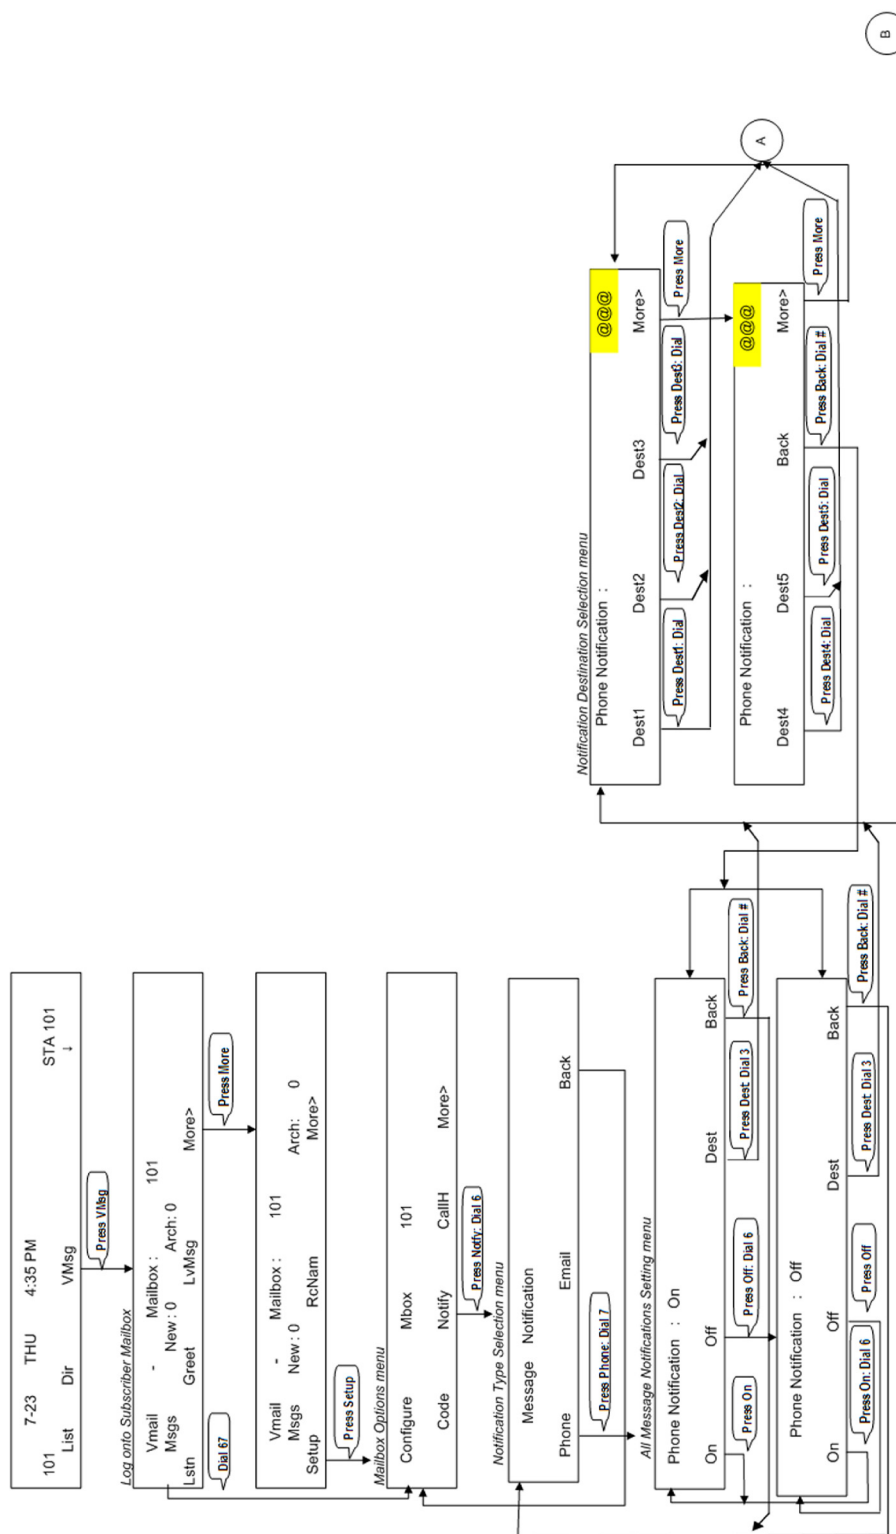 7-23 THU 4:35 PM STA 101
101
List Dir VMsg ↓
Press VMsg
Log onto Subscriber Mailbox
Vmail - Mailbox : 101
Msgs New : 0 Arch: 0
Lstn Greet LvMsg More>
Dial 67
Press More
Vmail - Mailbox : 101
Msgs New : 0 Arch: 0
Setup RcNam More>
Press Setup
Mailbox Options menu
Configure Mbox 101
Code Notify CallH More>
Press Notfy: Dial 6
Notification Type Selection menu
Message Notification
Phone Email Back
Press Phone: Dial 7
All Message Notifications Setting menu
Phone Notification : On
On Off Dest Back
Press On
Press Off: Dial 6
Press Dest: Dial 3
Press Back: Dial #
Phone Notification : Off
On Off Dest Back
Press On: Dial 6
Press Off
Press Dest: Dial 3
Press Back: Dial #
Notification Destination Selection menu
Phone Notification : @@@
Dest1 Dest2 Dest3 More>
Press Dest1: Dial
Press Dest2: Dial
Press Dest3: Dial
Press More
Phone Notification : @@@
Dest4 Dest5 Back More>
Press Dest4: Dial
Press Dest5: Dial
Press Back: Dial #
Press More
A
B